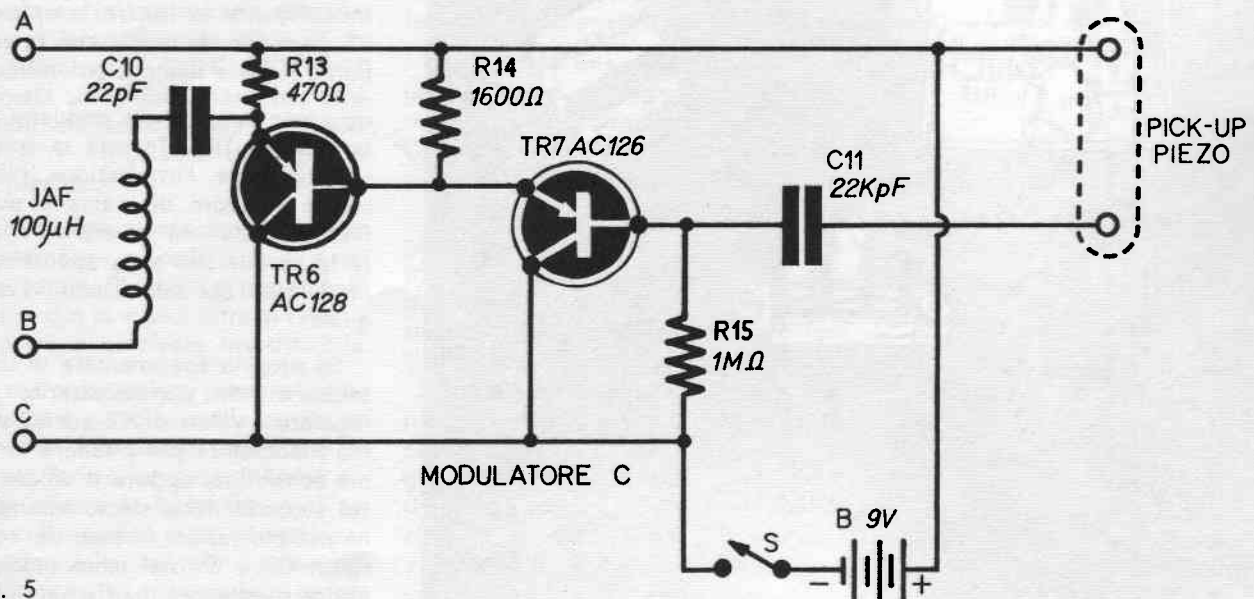 A
C10
22pF
R13
470Ω
R14
1600Ω
TR7 AC126
C11
22KpF
PICK-UP
PIEZO
JAF
100µH
TR6
AC128
B
R15
1MΩ
C
MODULATORE C
S
B 9V
- +
. 5